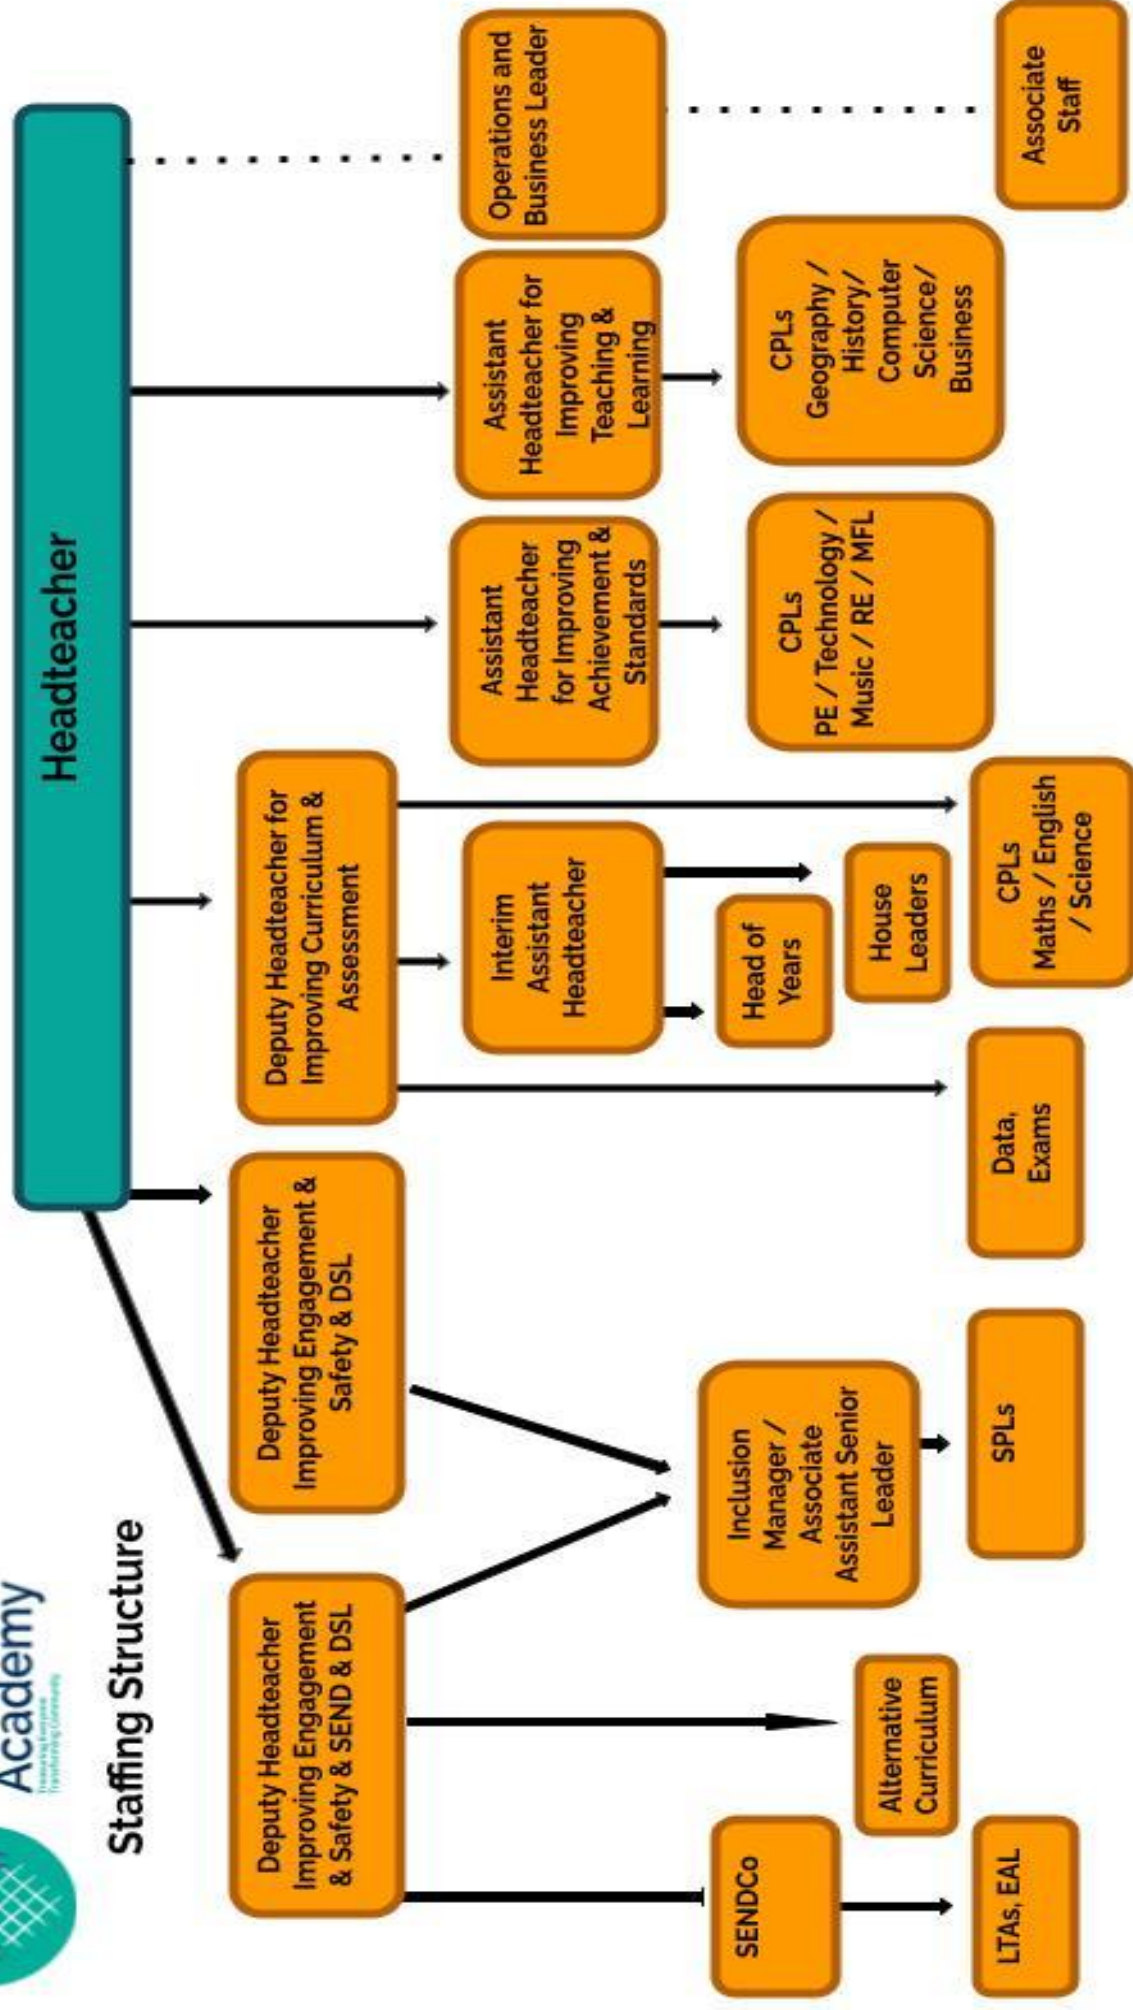 Academy
Transforming Community
Staffing Structure
Headteacher
Deputy Headteacher
Improving Engagement
& Safety & SEND & DSL
Deputy Headteacher
Improving Engagement &
Safety & DSL
Deputy Headteacher for
Improving Curriculum &
Assessment
Interim
Assistant
Headteacher
Assistant
Headteacher
for Improving
Achievement &
Standards
Assistant
Headteacher for
Improving
Teaching &
Learning
Operations and
Business Leader
SENDCo
Alternative
Curriculum
Inclusion
Manager /
Associate
Assistant Senior
Leader
Head of
Years
House
Leaders
CPLs
PE / Technology /
Music / RE / MFL
CPLs
Geography /
History/
Computer
Science/
Business
LTAs, EAL
SPLs
Data,
Exams
CPLs
Maths / English
/ Science
Associate
Staff